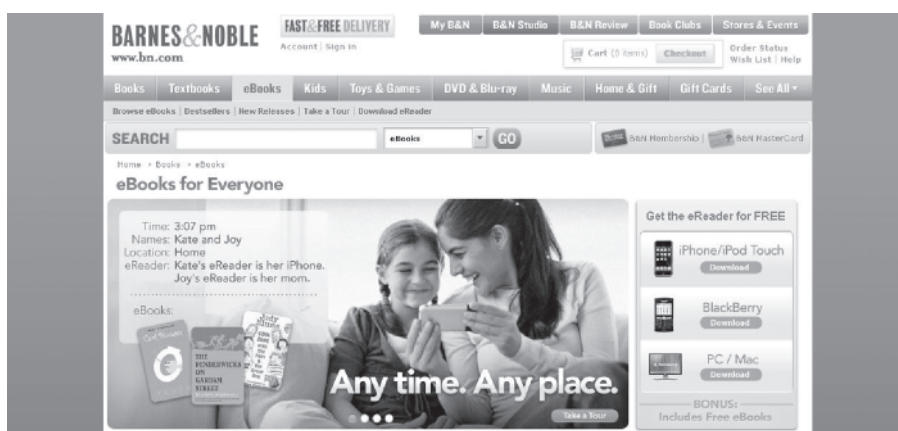 BARNES&NOBLE
www.bn.com
FAST&FREE DELIVERY
Account | Sign in
My B&N
B&N Studio
B&N Review
Book Clubs
Stores & Events
Cart (0 items)
Checkout
Order Status
Wish List | Help
Books
Textbooks
eBooks
Kids
Toys & Games
DVD & Blu-ray
Music
Home & Gift
Gift Cards
See All
Browse eBooks | Bestsellers | New Releases | Take a Tour | Download eReader
SEARCH
eBooks
GO
B&N Membership |
B&N MasterCard
Home > Books > eBooks
eBooks for Everyone
Time: 3:07 pm
Names: Kate and Joy
Location: Home
eReader: Kate's eReader is her iPhone.
Joy's eReader is her mom.
eBooks:
THE
PENDERWICKS
ON
GARDAM
STREET
Any time. Any place.
Take a Tour
Get the eReader for FREE
iPhone/iPod Touch
Download
BlackBerry
Download
PC / Mac
Download
BONUS:
Includes Free eBooks